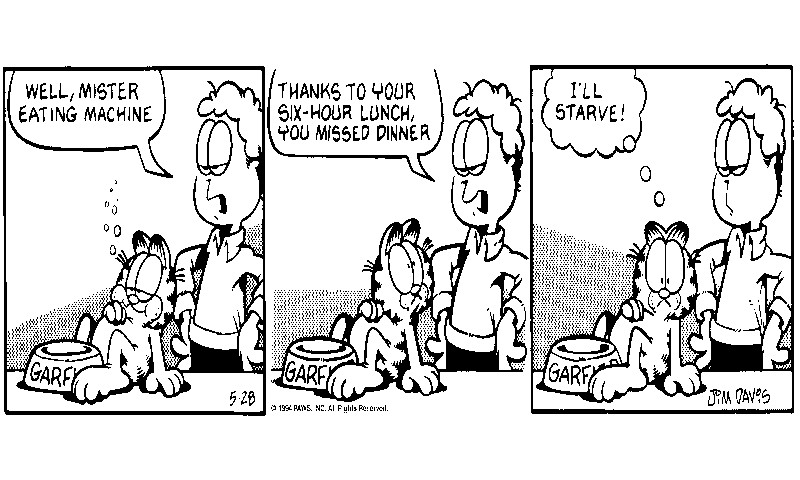 WELL, MISTER
EATING MACHINE
GARF
5-28
THANKS TO YOUR
SIX-HOUR LUNCH,
YOU MISSED DINNER
GARF
© 1994 PAWS, INC. All Rights Reserved.
I'LL
STARVE!
GARF
JIM DAVIS